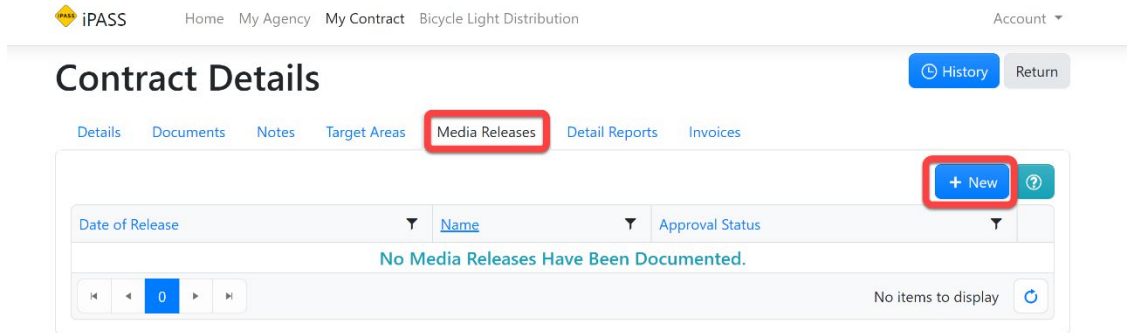 iPASS iPASS Home My Agency My Contract Bicycle Light Distribution Account
Contract Details History Return
Details Documents Notes Target Areas Media Releases Detail Reports Invoices
+ New ?
Date of Release Name Approval Status
No Media Releases Have Been Documented.
0 No items to display